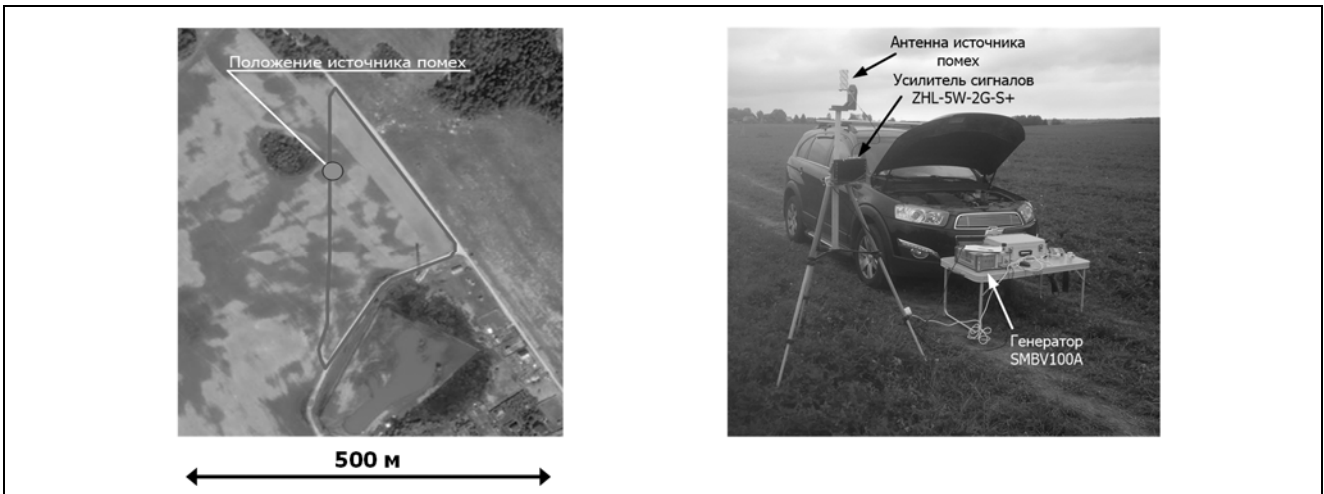 Положение источника помех
500 м
Антенна источника
помех
Усилитель сигналов
ZHL-5W-2G-S+
Генератор
SMBV100A